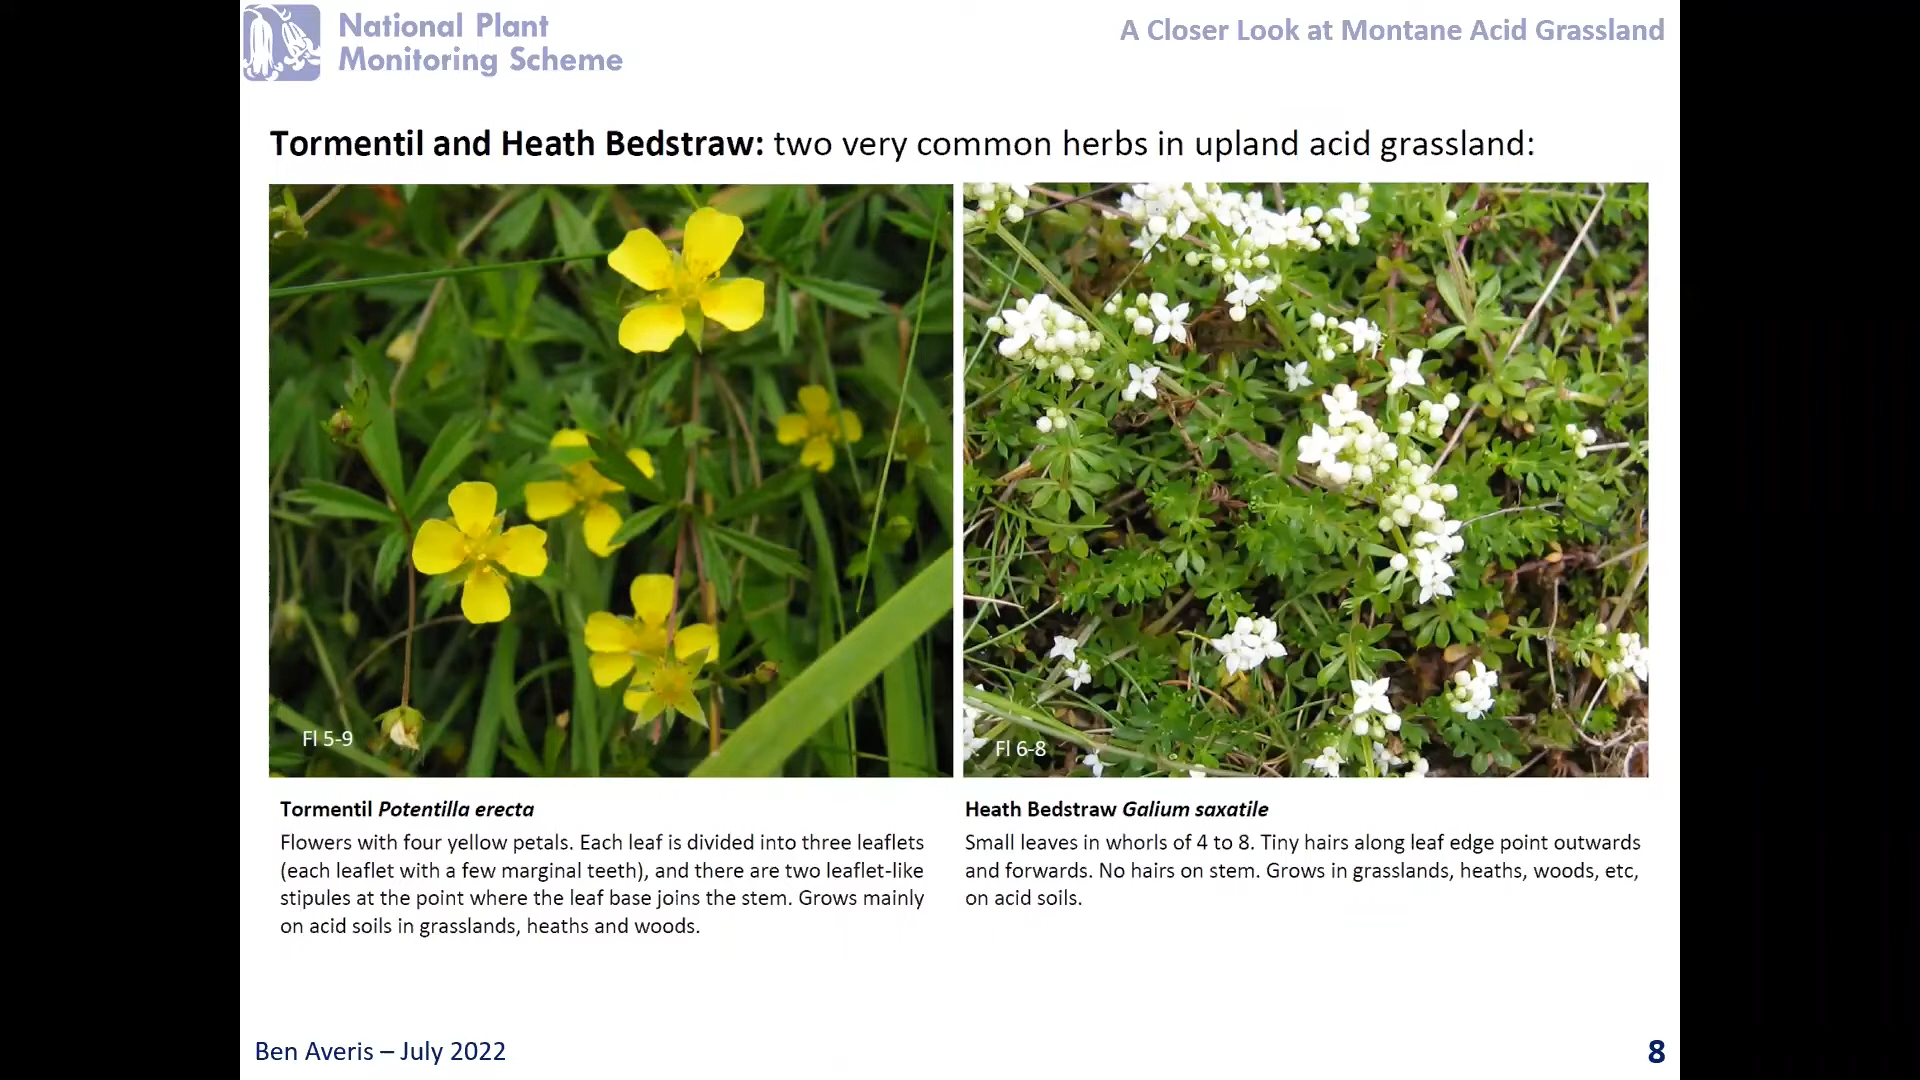 National Plant
Monitoring Scheme
A Closer Look at Montane Acid Grassland
Tormentil and Heath Bedstraw: two very common herbs in upland acid grassland:
Fl 5-9
Fl 6-8
Tormentil Potentilla erecta
Flowers with four yellow petals. Each leaf is divided into three leaflets
(each leaflet with a few marginal teeth), and there are two leaflet-like
stipules at the point where the leaf base joins the stem. Grows mainly
on acid soils in grasslands, heaths and woods.
Heath Bedstraw Galium saxatile
Small leaves in whorls of 4 to 8. Tiny hairs along leaf edge point outwards
and forwards. No hairs on stem. Grows in grasslands, heaths, woods, etc,
on acid soils.
Ben Averis – July 2022
8